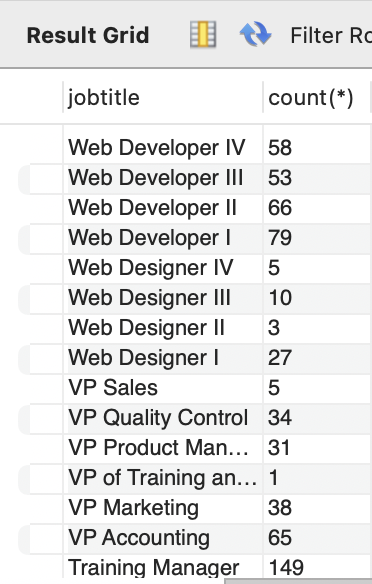 Result Grid Filter Ro
jobtitle count(*)
Web Developer IV 58
Web Developer III 53
Web Developer II 66
Web Developer I 79
Web Designer IV 5
Web Designer III 10
Web Designer II 3
Web Designer I 27
VP Sales 5
VP Quality Control 34
VP Product Man... 31
VP of Training an... 1
VP Marketing 38
VP Accounting 65
Training Manager 149